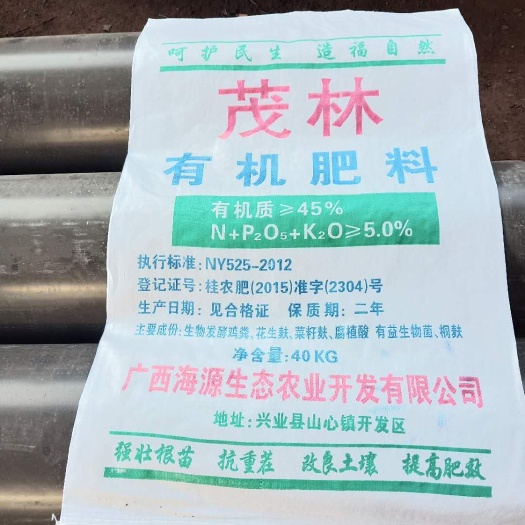 呵护民生 造福自然
茂林
有机肥料
有机质≥45%
N+P₂O₅+K₂O≥5.0%
执行标准:NY525-2012
登记证号:桂农肥(2015)准字(2304)号
生产日期:见合格证 保质期:二年
主要成份:生物发酵鸡粪、花生麸、菜籽麸、腐植酸 有益生物菌、桐麸
净含量:40KG
广西海源生态农业开发有限公司
地址:兴业县山心镇开发区
强壮根苗 抗重茬 改良土壤 提高肥效